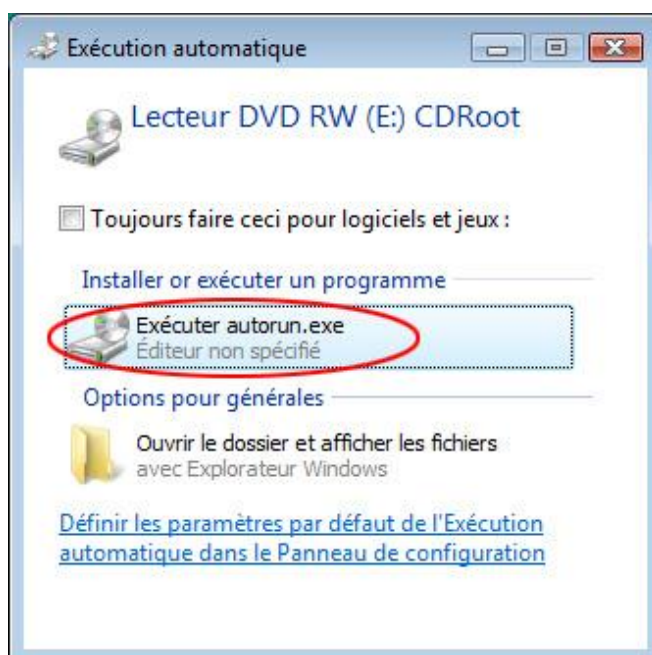 Exécution automatique
Lecteur DVD RW (E:) CDRoot
Toujours faire ceci pour logiciels et jeux :
Installer or exécuter un programme
Exécuter autorun.exe
Éditeur non spécifié
Options pour générales
Ouvrir le dossier et afficher les fichiers
avec Explorateur Windows
Définir les paramètres par défaut de l'Exécution
automatique dans le Panneau de configuration